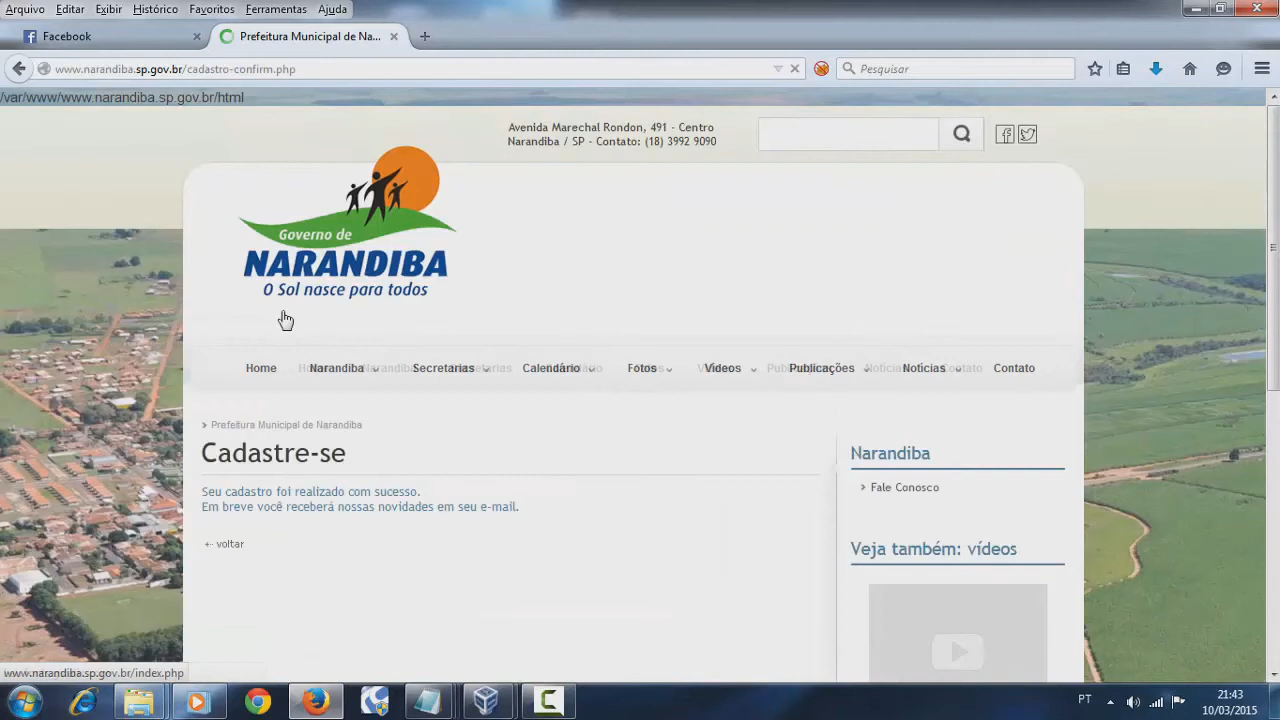 Arquivo Editar Exibir Histórico Favoritos Ferramentas Ajuda
Facebook
Prefeitura Municipal de Na...
www.narandiba.sp.gov.br/cadastro-confirm.php
Pesquisar
/var/www/www.narandiba.sp.gov.br/html
Avenida Marechal Rondon, 491 - Centro
Narandiba / SP - Contato: (18) 3992 9090
Governo de
NARANDIBA
O Sol nasce para todos
Home Narandiba Secretarias Calendário Fotos Vídeos Publicações Notícias Contato
Prefeitura Municipal de Narandiba
Cadastre-se
Seu cadastro foi realizado com sucesso.
Em breve você receberá nossas novidades em seu e-mail.
voltar
Narandiba
Fale Conosco
Veja também: vídeos
www.narandiba.sp.gov.br/index.php
PT
21:43
10/03/2015